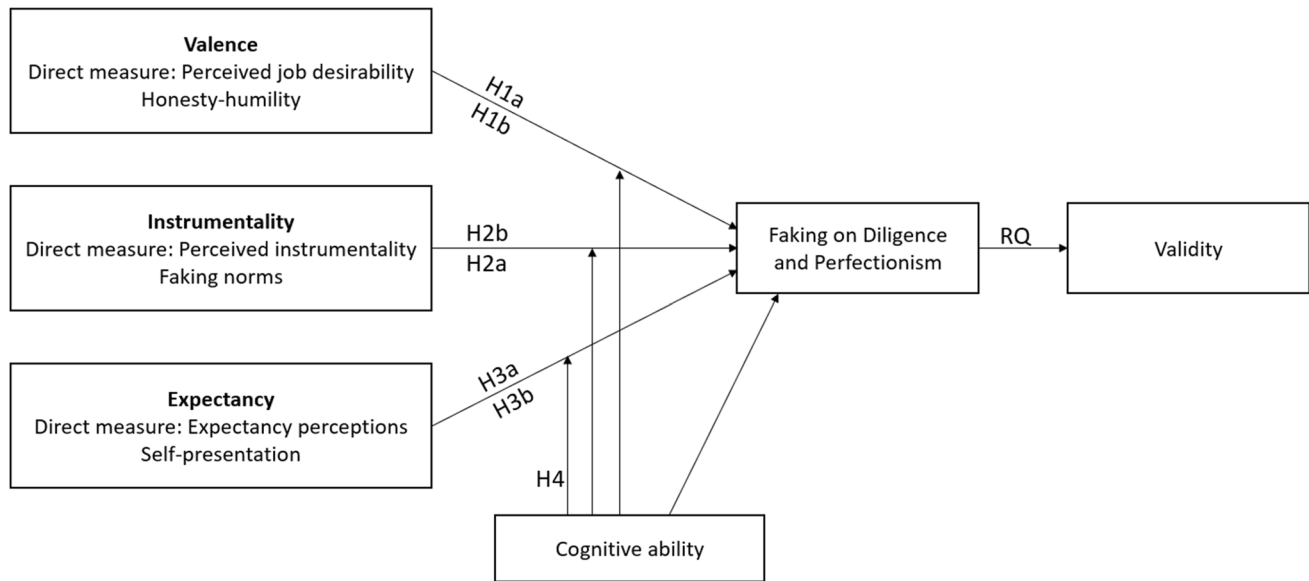 Valence
Direct measure: Perceived job desirability
Honesty-humility
H1a
H1b
Instrumentality
Direct measure: Perceived instrumentality
Faking norms
H2b
H2a
Faking on Diligence
and Perfectionism
RQ
Validity
Expectancy
Direct measure: Expectancy perceptions
Self-presentation
H3a
H3b
H4
Cognitive ability